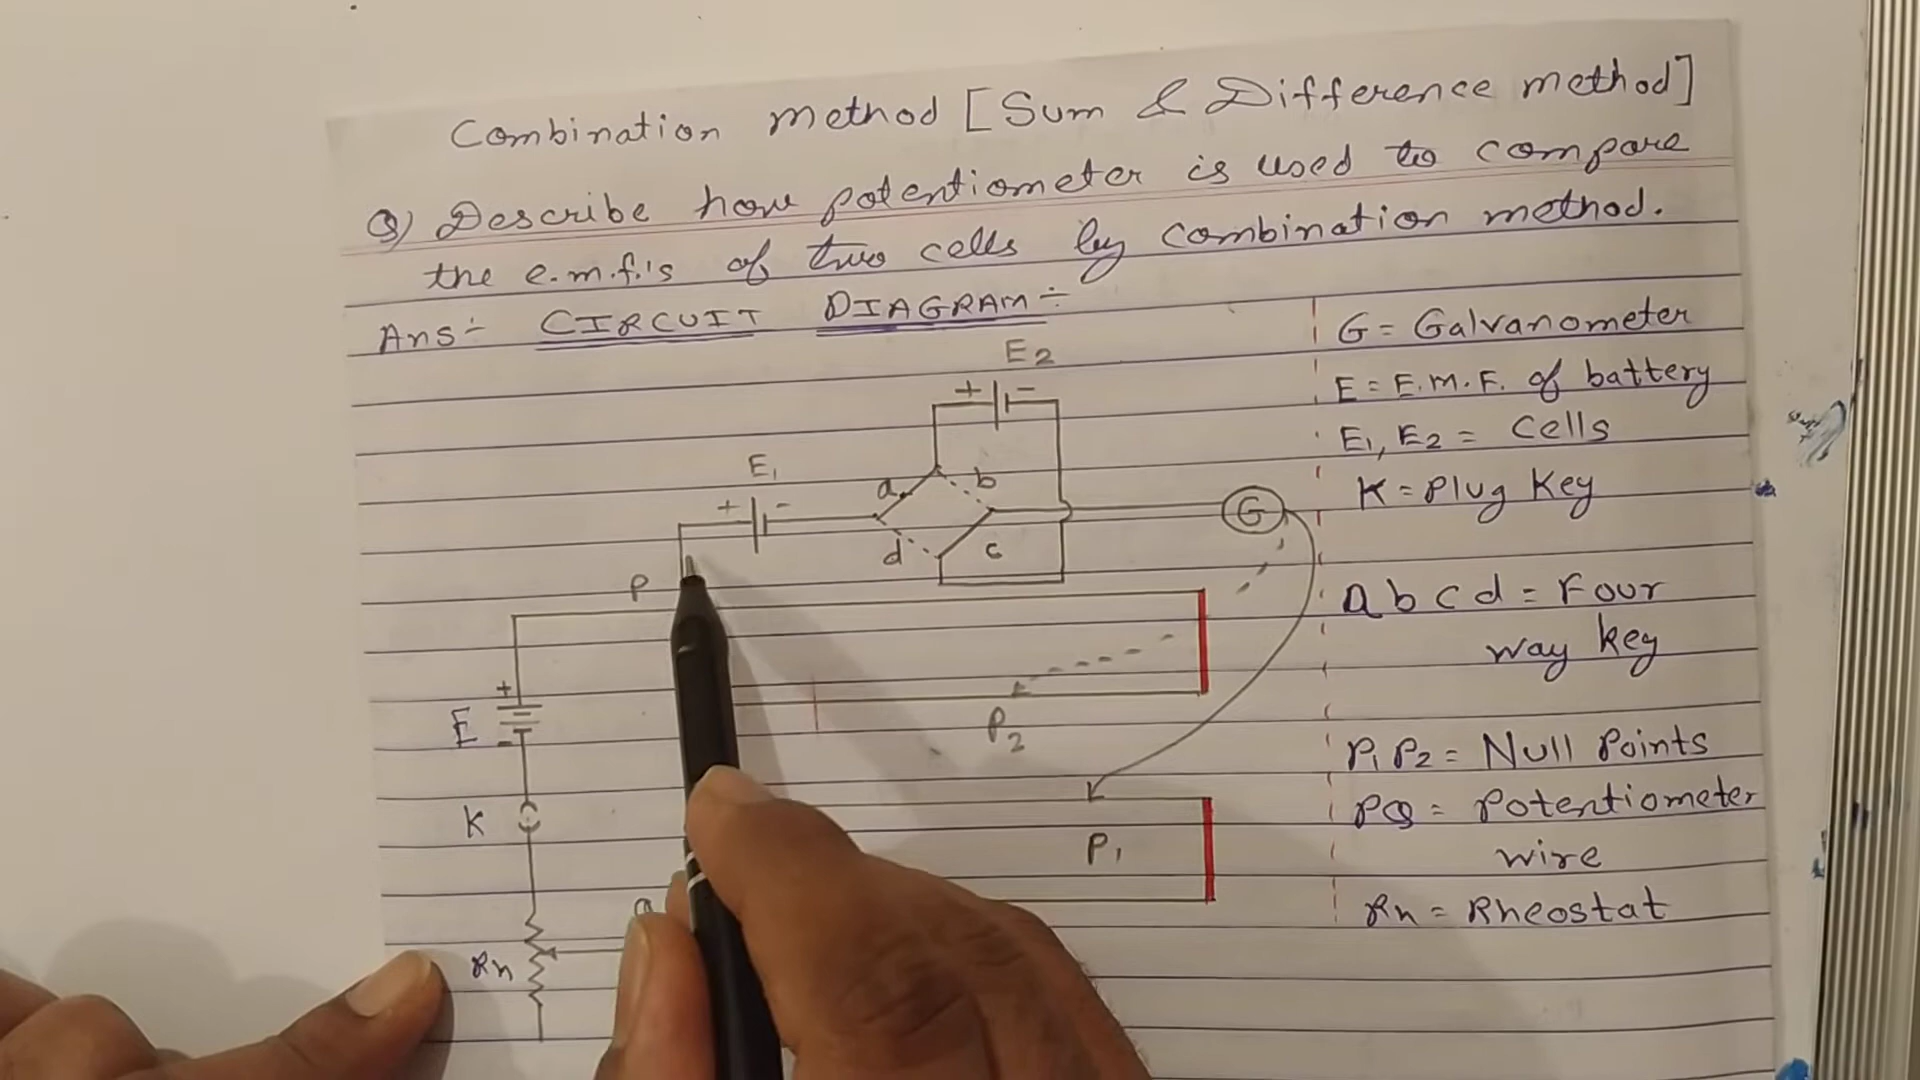 Combination method [Sum & Difference method]
Q) Describe how potentiometer is used to compare
the e.m.f.'s of two cells by combination method.
Ans:- CIRCUIT DIAGRAM:-
E2
+ -
E1
+ -
a b
d c
G
P
+
E
-
P2
K
P1
Q
Rh
G = Galvanometer
E = E.M.F. of battery
E1, E2 = Cells
K = Plug Key
a b c d = Four
way key
P1 P2 = Null Points
PQ = Potentiometer
wire
Rh = Rheostat